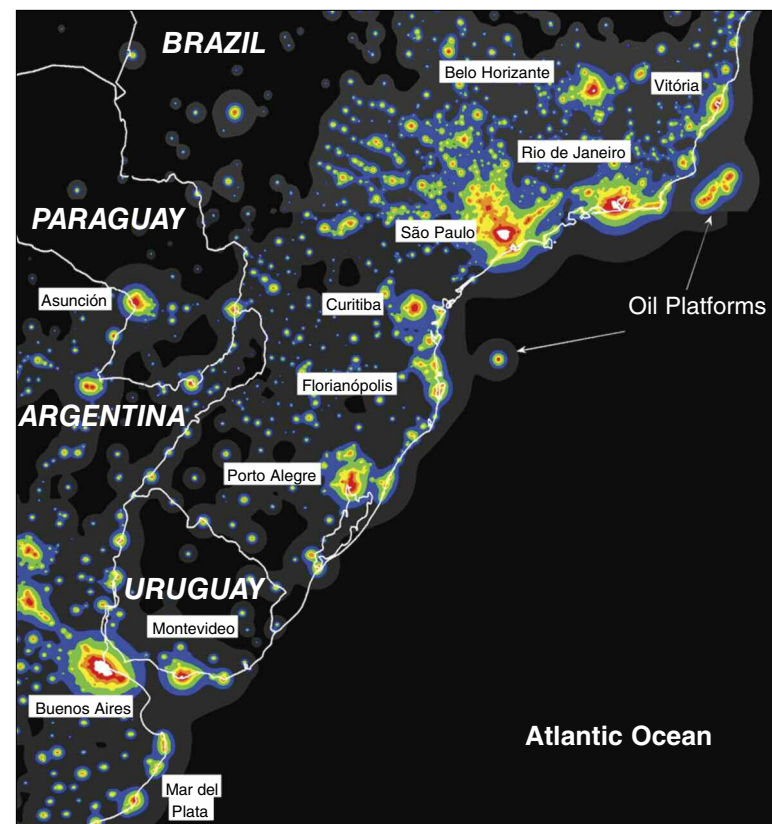 BRAZIL
Belo Horizante
Vitória
Rio de Janeiro
PARAGUAY
São Paulo
Asunción
Curitiba
Oil Platforms
Florianópolis
ARGENTINA
Porto Alegre
URUGUAY
Montevideo
Buenos Aires
Atlantic Ocean
Mar del
Plata